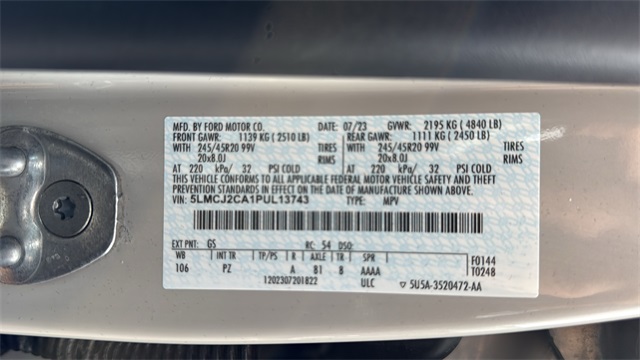 MFD. BY FORD MOTOR CO. DATE: 07/23 GVWR: 2195 KG ( 4840 LB)
FRONT GAWR: 1139 KG ( 2510 LB) REAR GAWR: 1111 KG ( 2450 LB)
WITH 245/45R20 99V TIRES WITH 245/45R20 99V TIRES
20x8.0J RIMS 20x8.0J RIMS
AT 220 kPa/ 32 PSI COLD AT 220 kPa/ 32 PSI COLD
THIS VEHICLE CONFORMS TO ALL APPLICABLE FEDERAL MOTOR VEHICLE SAFETY AND
THEFT PREVENTION STANDARDS IN EFFECT ON THE DATE OF MANUFACTURE SHOWN ABOVE.
VIN: 5LMCJ2CA1PUL13743 TYPE: MPV
EXT PNT: GS RC: 54 DSO:
WB INT TR TP/PS R AXLE TR SPR F0144
106 PZ A B1 8 AAAA T0248
1202307201822 ULC 5U5A-3520472-AA